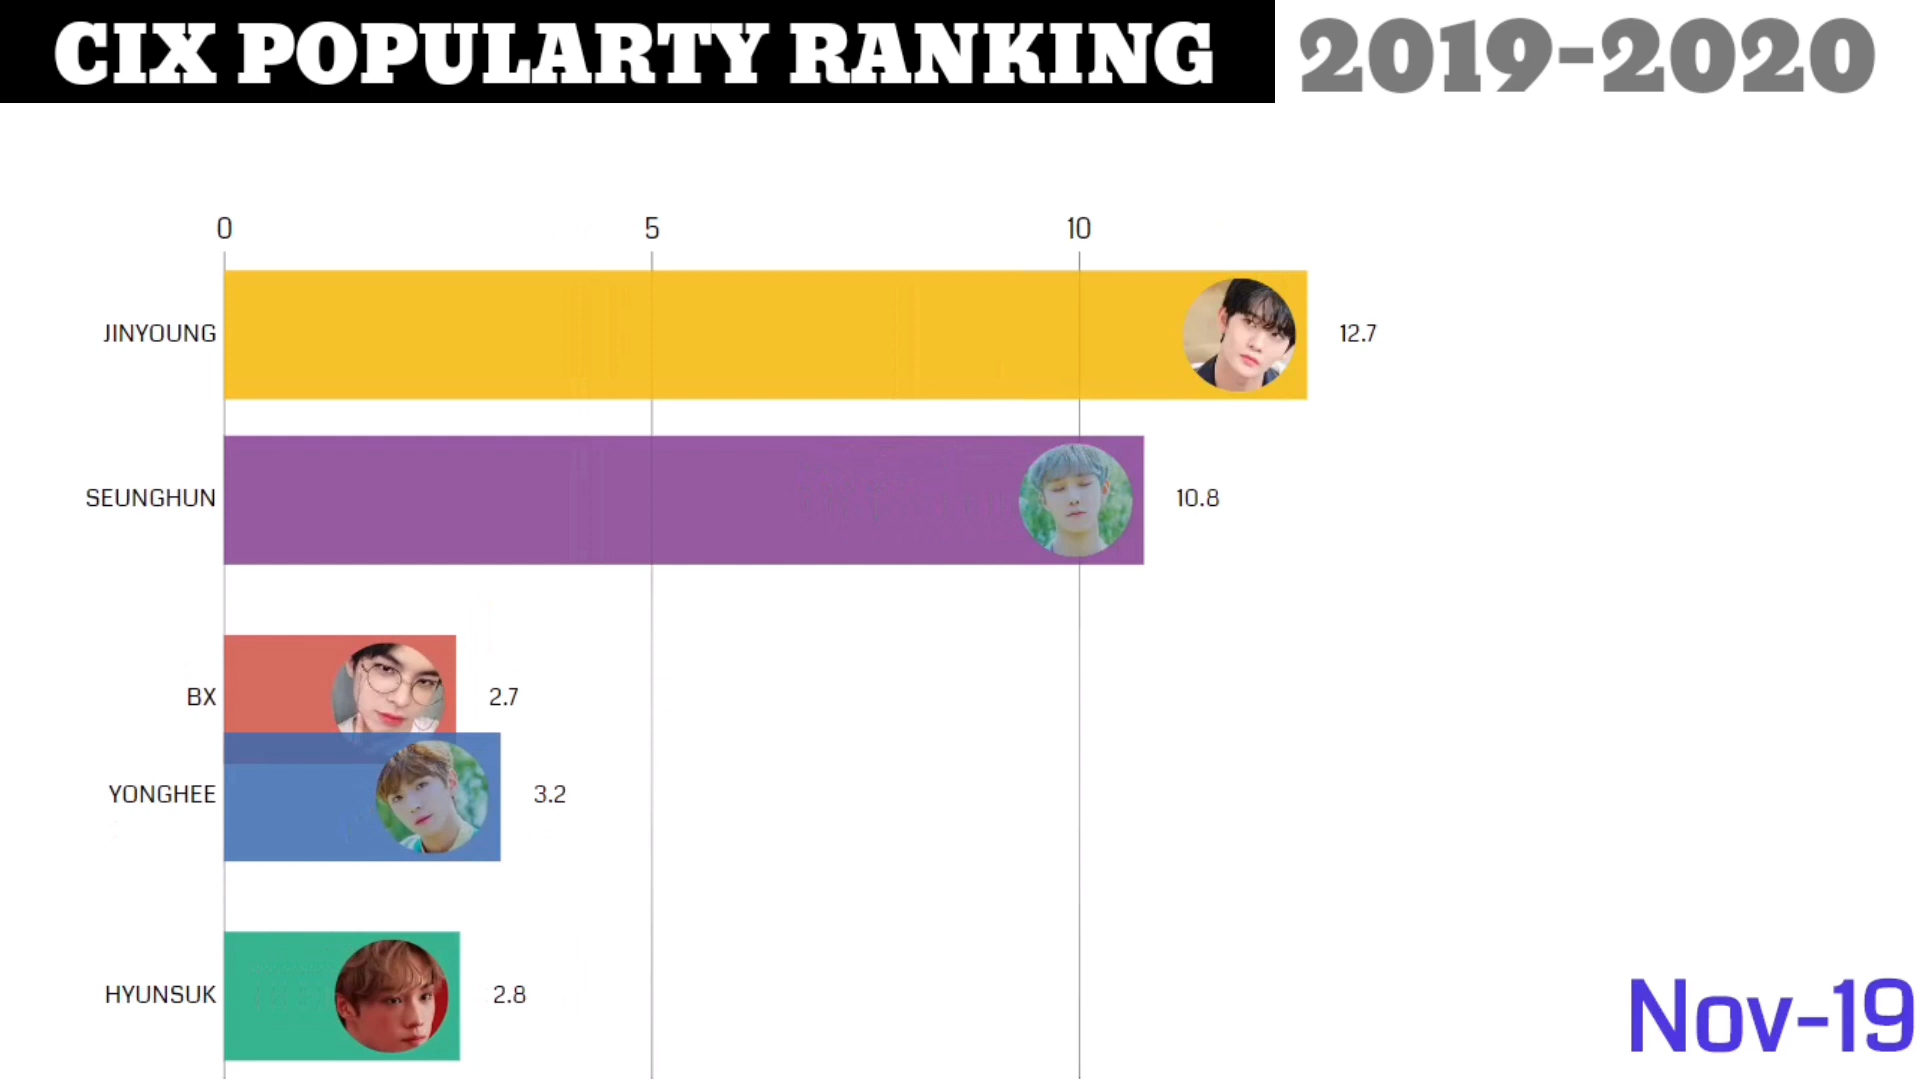 CIX POPULARTY RANKING 2019-2020
0 5 10
JINYOUNG 12.7
SEUNGHUN 10.8
BX 2.7
YONGHEE 3.2
HYUNSUK 2.8
Nov-19